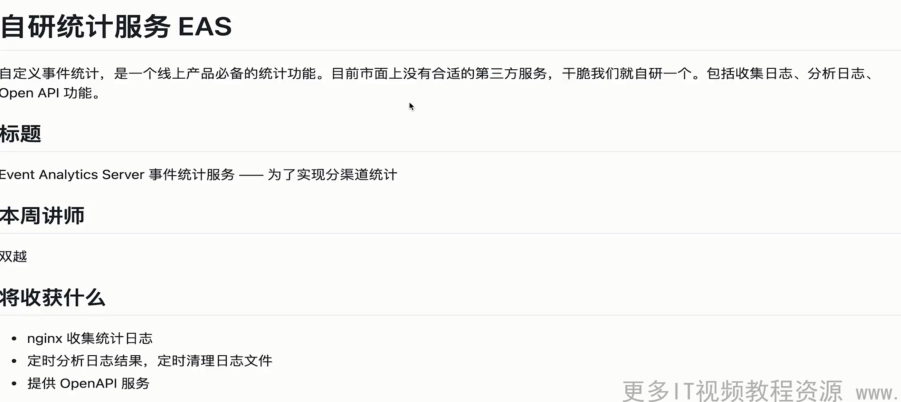 自研统计服务 EAS
自定义事件统计，是一个线上产品必备的统计功能。目前市面上没有合适的第三方服务，干脆我们就自研一个。包括收集日志、分析日志、
Open API 功能。
标题
Event Analytics Server 事件统计服务 —— 为了实现分渠道统计
本周讲师
双越
将收获什么
• nginx 收集统计日志
• 定时分析日志结果，定时清理日志文件
• 提供 OpenAPI 服务
更多IT视频教程资源 www.